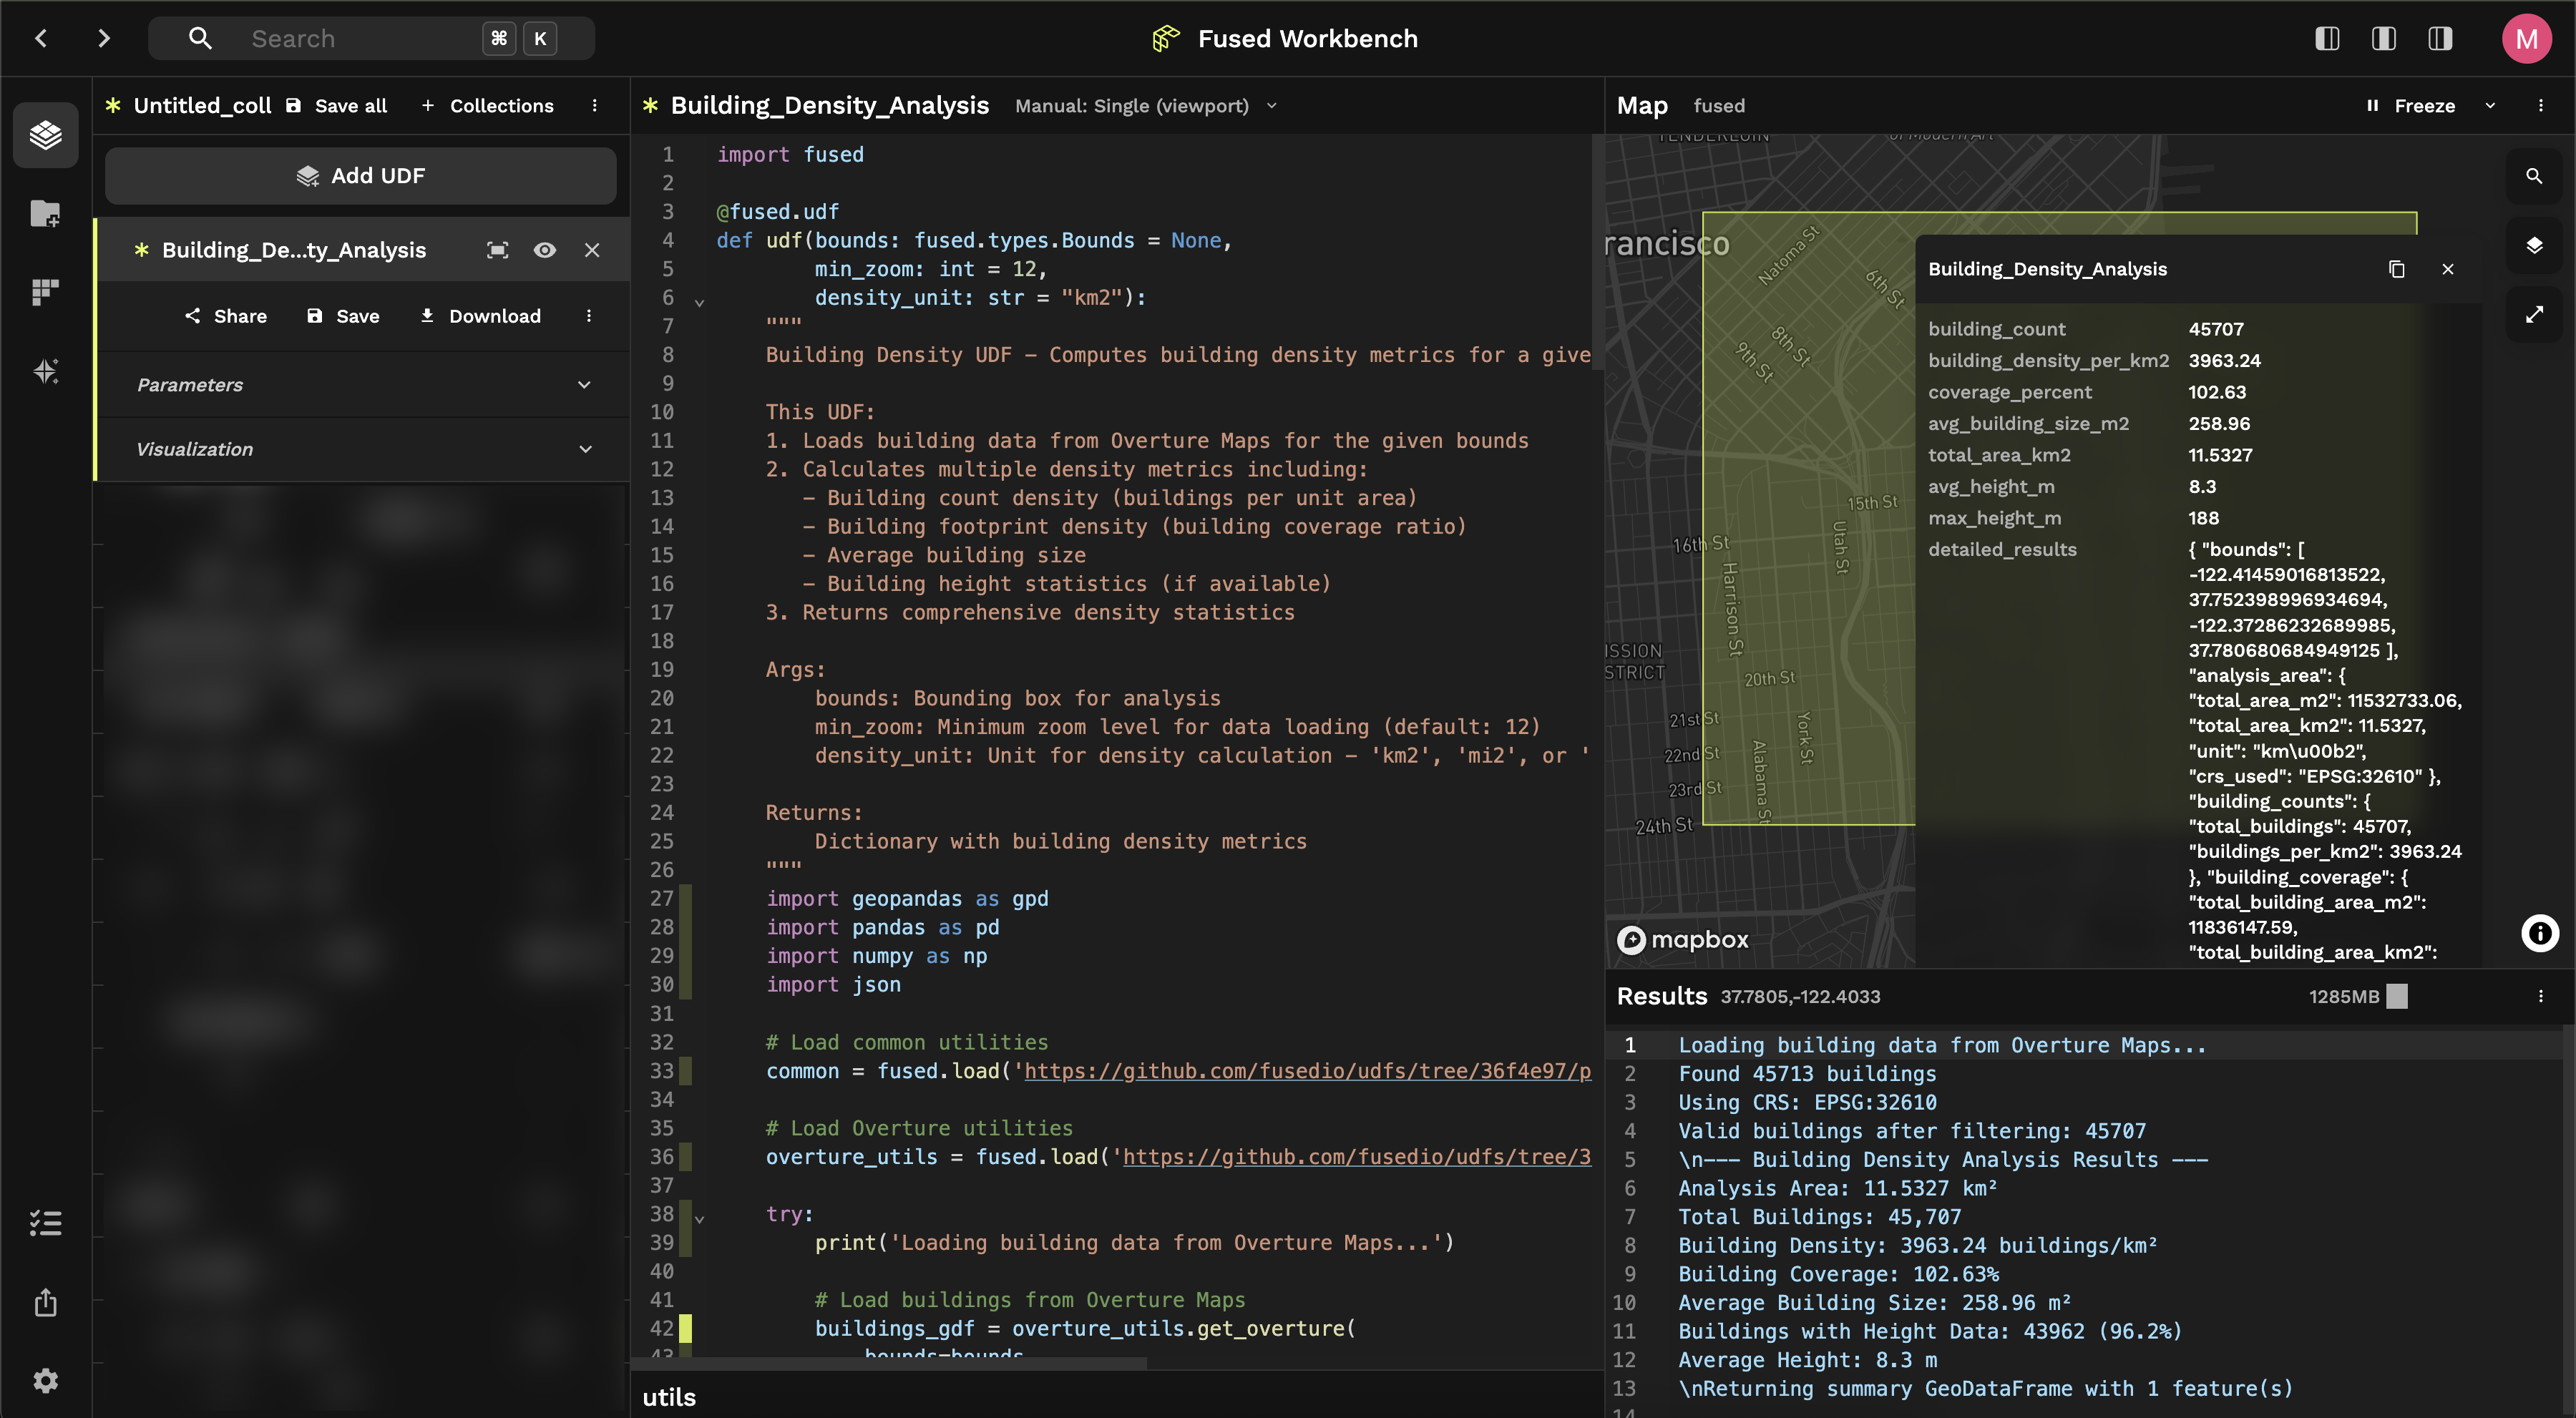 Search
⌘ K
Fused Workbench
M
Untitled_coll
Save all
+ Collections
Add UDF
Building_De...ty_Analysis
Share
Save
Download
Parameters
Visualization
Building_Density_Analysis
Manual: Single (viewport)
1 import fused
2
3 @fused.udf
4 def udf(bounds: fused.types.Bounds = None,
5 min_zoom: int = 12,
6 density_unit: str = "km2"):
7 """
8 Building Density UDF – Computes building density metrics for a give
9
10 This UDF:
11 1. Loads building data from Overture Maps for the given bounds
12 2. Calculates multiple density metrics including:
13 – Building count density (buildings per unit area)
14 – Building footprint density (building coverage ratio)
15 – Average building size
16 – Building height statistics (if available)
17 3. Returns comprehensive density statistics
18
19 Args:
20 bounds: Bounding box for analysis
21 min_zoom: Minimum zoom level for data loading (default: 12)
22 density_unit: Unit for density calculation – 'km2', 'mi2', or '
23
24 Returns:
25 Dictionary with building density metrics
26 """
27 import geopandas as gpd
28 import pandas as pd
29 import numpy as np
30 import json
31
32 # Load common utilities
33 common = fused.load('https://github.com/fusedio/udfs/tree/36f4e97/p
34
35 # Load Overture utilities
36 overture_utils = fused.load('https://github.com/fusedio/udfs/tree/3
37
38 try:
39 print('Loading building data from Overture Maps...')
40
41 # Load buildings from Overture Maps
42 buildings_gdf = overture_utils.get_overture(
43 bounds=bounds
utils
Map
fused
Freeze
TENDERLOIN
of Modern Art
rancisco
Natoma St
6th St
8th St
9th St
15th St
16th St
Utah St
Harrison St
ISSION
STRICT
20th St
21st St
York St
22nd St
Alabama St
23rd St
24th St
mapbox
Building_Density_Analysis
building_count 45707
building_density_per_km2 3963.24
coverage_percent 102.63
avg_building_size_m2 258.96
total_area_km2 11.5327
avg_height_m 8.3
max_height_m 188
detailed_results { "bounds": [
-122.41459016813522,
37.752398996934694,
-122.37286232689985,
37.780680684949125 ],
"analysis_area": {
"total_area_m2": 11532733.06,
"total_area_km2": 11.5327,
"unit": "km\u00b2",
"crs_used": "EPSG:32610" },
"building_counts": {
"total_buildings": 45707,
"buildings_per_km2": 3963.24
}, "building_coverage": {
"total_building_area_m2":
11836147.59,
"total_building_area_km2":
Results
37.7805,-122.4033
1285MB
1 Loading building data from Overture Maps...
2 Found 45713 buildings
3 Using CRS: EPSG:32610
4 Valid buildings after filtering: 45707
5 \n––– Building Density Analysis Results –––
6 Analysis Area: 11.5327 km²
7 Total Buildings: 45,707
8 Building Density: 3963.24 buildings/km²
9 Building Coverage: 102.63%
10 Average Building Size: 258.96 m²
11 Buildings with Height Data: 43962 (96.2%)
12 Average Height: 8.3 m
13 \nReturning summary GeoDataFrame with 1 feature(s)
14